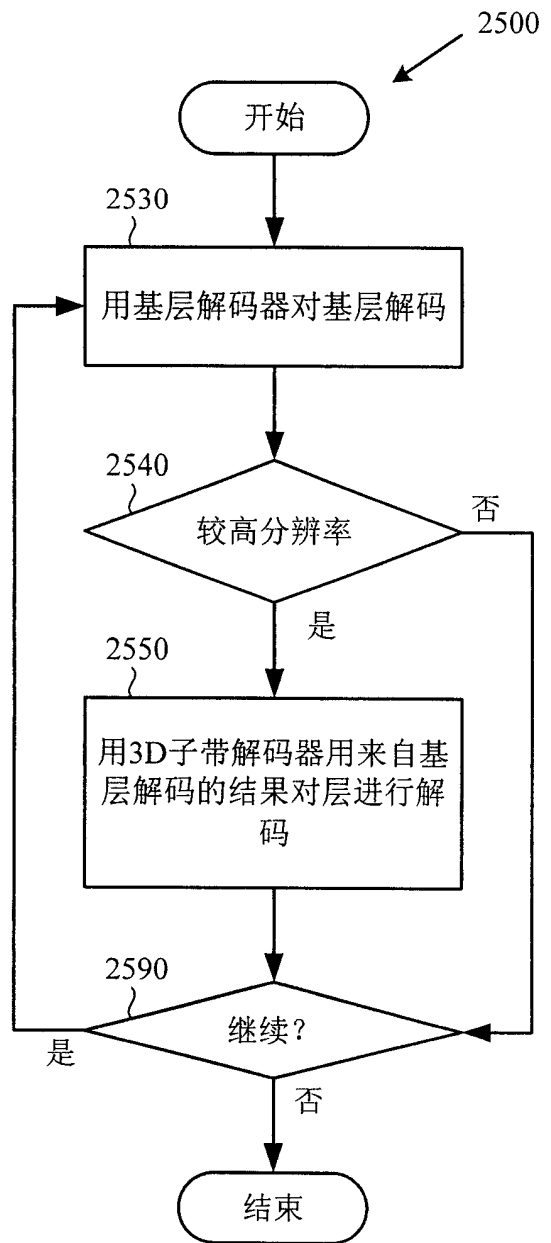 2500
开始
2530
用基层解码器对基层解码
2540
较高分辨率
否
是
2550
用3D子带解码器用来自基
层解码的结果对层进行解
码
2590
继续?
是
否
结束